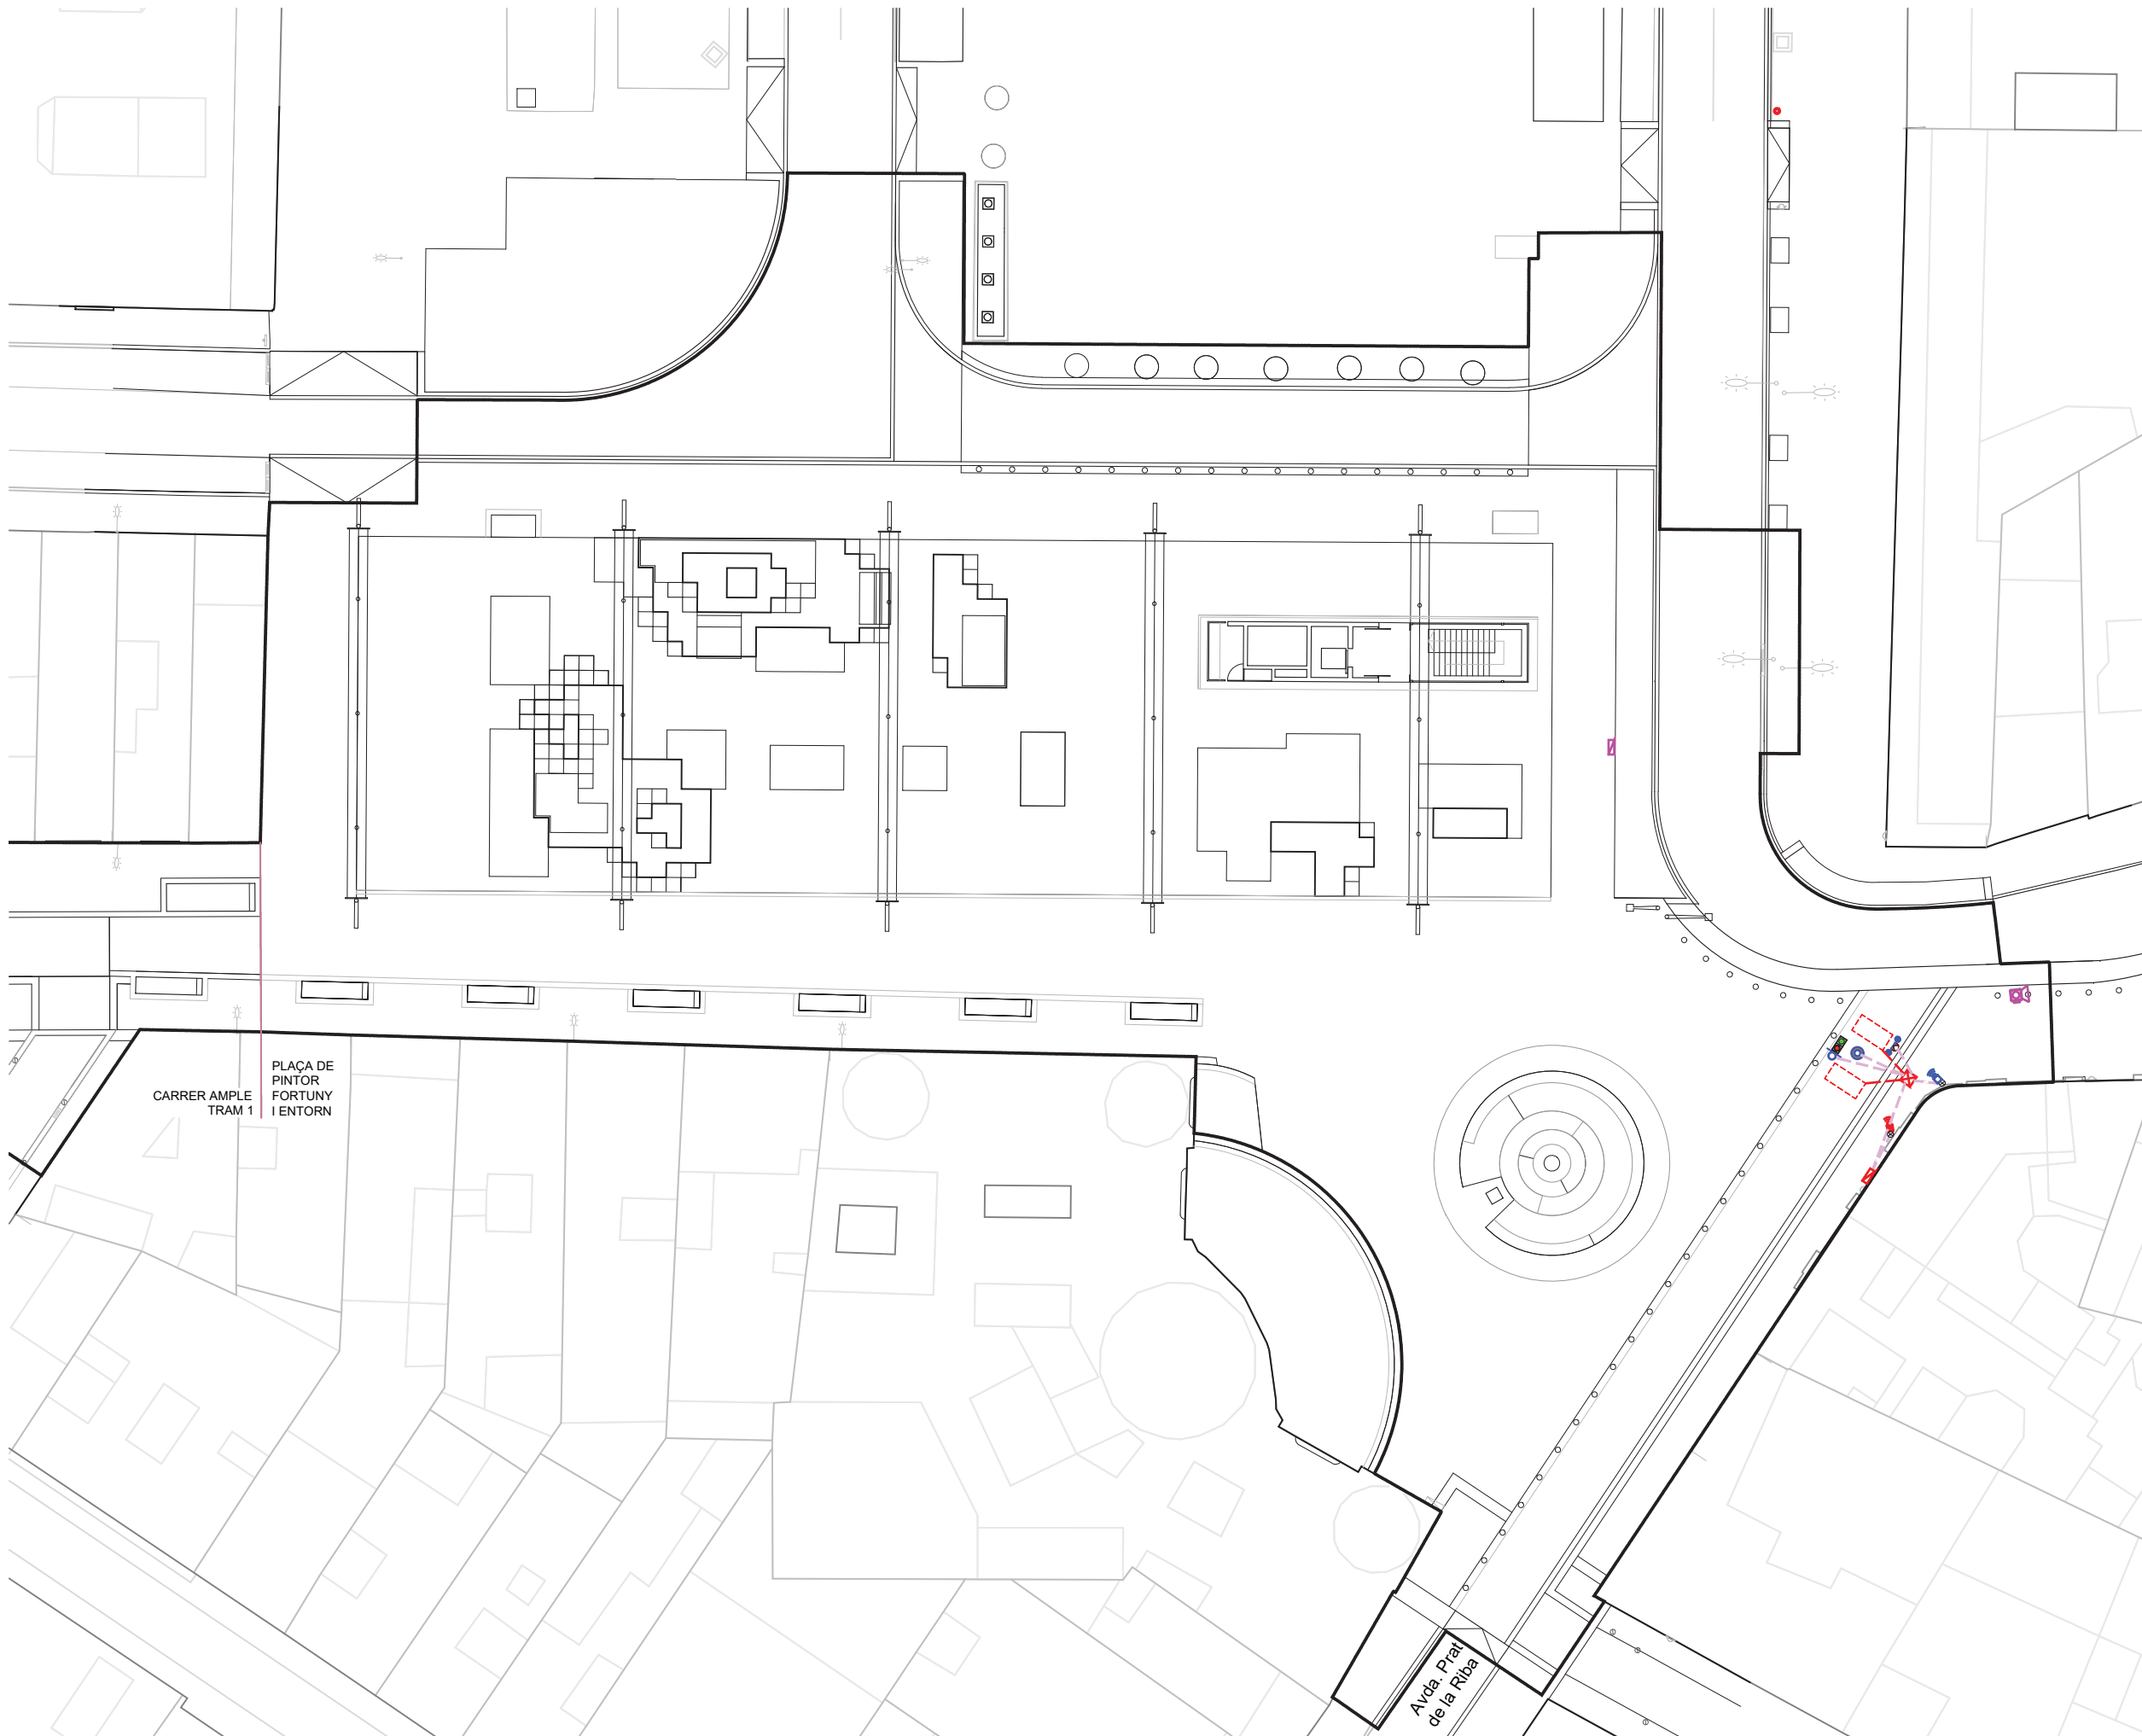 PLAÇA DE
PINTOR
FORTUNY
I ENTORN
CARRER AMPLE
TRAM 1
Avda. Prat
de la Riba